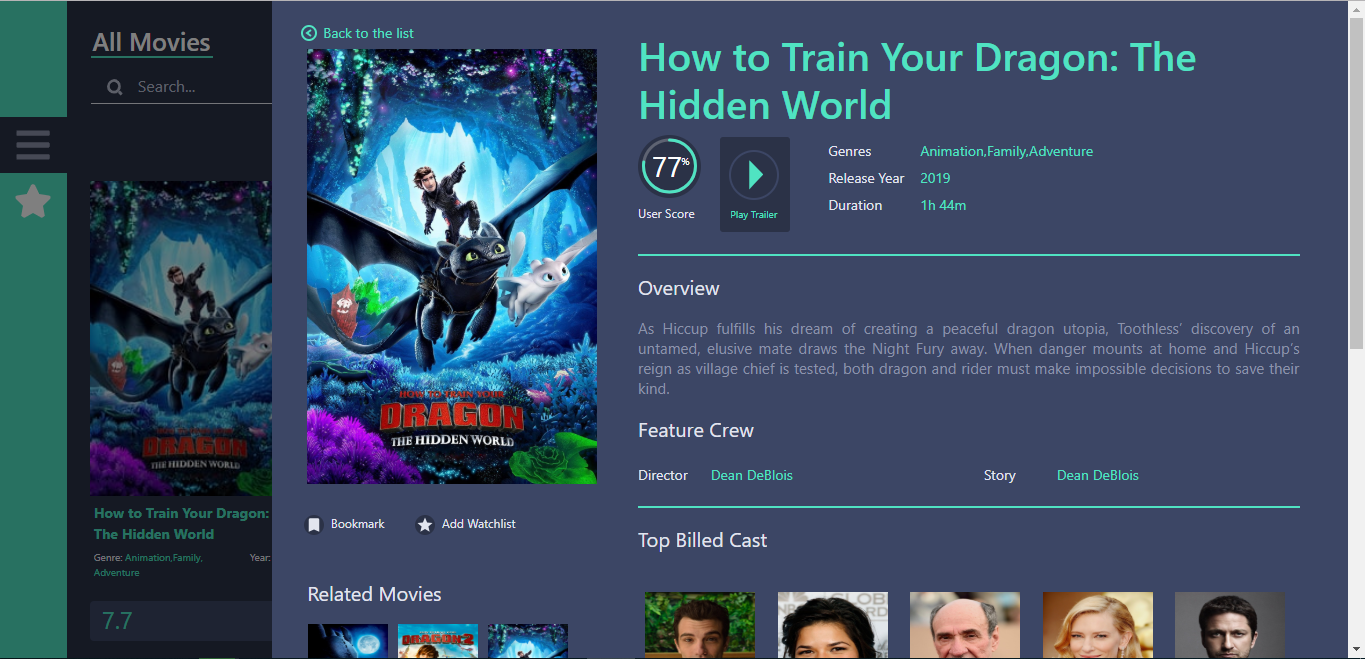 All Movies
Search...
How to Train Your Dragon:
The Hidden World
Genre: Animation,Family,
Adventure
Year:
7.7
Back to the list
HOW TO TRAIN YOUR
DRAGON
THE HIDDEN WORLD
Bookmark
Add Watchlist
Related Movies
DRAGON 2
How to Train Your Dragon: The
Hidden World
77%
User Score
Play Trailer
Genres Animation,Family,Adventure
Release Year 2019
Duration 1h 44m
Overview
As Hiccup fulfills his dream of creating a peaceful dragon utopia, Toothless' discovery of an
untamed, elusive mate draws the Night Fury away. When danger mounts at home and Hiccup's
reign as village chief is tested, both dragon and rider must make impossible decisions to save their
kind.
Feature Crew
Director Dean DeBlois Story Dean DeBlois
Top Billed Cast